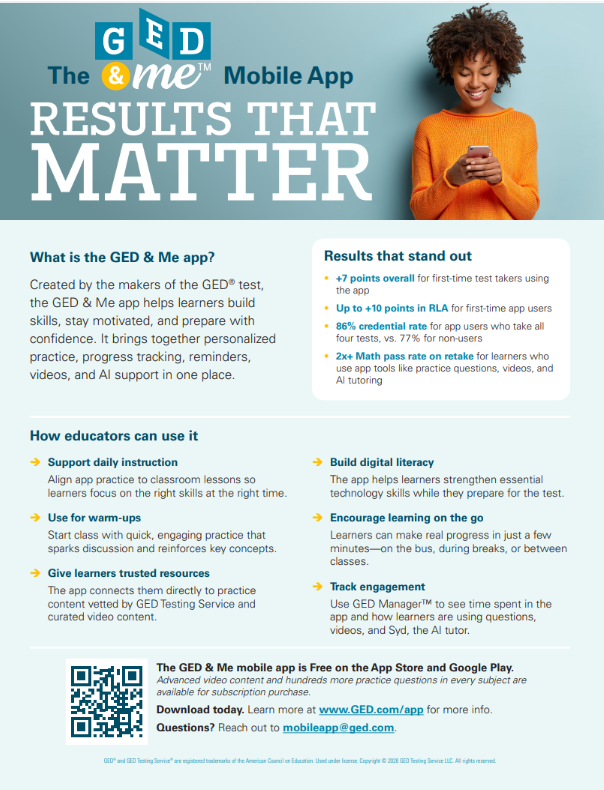 The GED & me™ Mobile App
RESULTS THAT
MATTER
What is the GED & Me app?
Created by the makers of the GED® test,
the GED & Me app helps learners build
skills, stay motivated, and prepare with
confidence. It brings together personalized
practice, progress tracking, reminders,
videos, and AI support in one place.
Results that stand out
• +7 points overall for first-time test takers using
the app
• Up to +10 points in RLA for first-time app users
• 86% credential rate for app users who take all
four tests, vs. 77% for non-users
• 2x+ Math pass rate on retake for learners who
use app tools like practice questions, videos, and
AI tutoring
How educators can use it
→ Support daily instruction
Align app practice to classroom lessons so
learners focus on the right skills at the right time.
→ Use for warm-ups
Start class with quick, engaging practice that
sparks discussion and reinforces key concepts.
→ Give learners trusted resources
The app connects them directly to practice
content vetted by GED Testing Service and
curated video content.
→ Build digital literacy
The app helps learners strengthen essential
technology skills while they prepare for the test.
→ Encourage learning on the go
Learners can make real progress in just a few
minutes—on the bus, during breaks, or between
classes.
→ Track engagement
Use GED Manager™ to see time spent in the
app and how learners are using questions,
videos, and Syd, the AI tutor.
The GED & Me mobile app is Free on the App Store and Google Play.
Advanced video content and hundreds more practice questions in every subject are
available for subscription purchase.
Download today. Learn more at www.GED.com/app for more info.
Questions? Reach out to mobileapp@ged.com.
GED® and GED Testing Service® are registered trademarks of the American Council on Education. Used under license. Copyright © 2026 GED Testing Service LLC. All rights reserved.